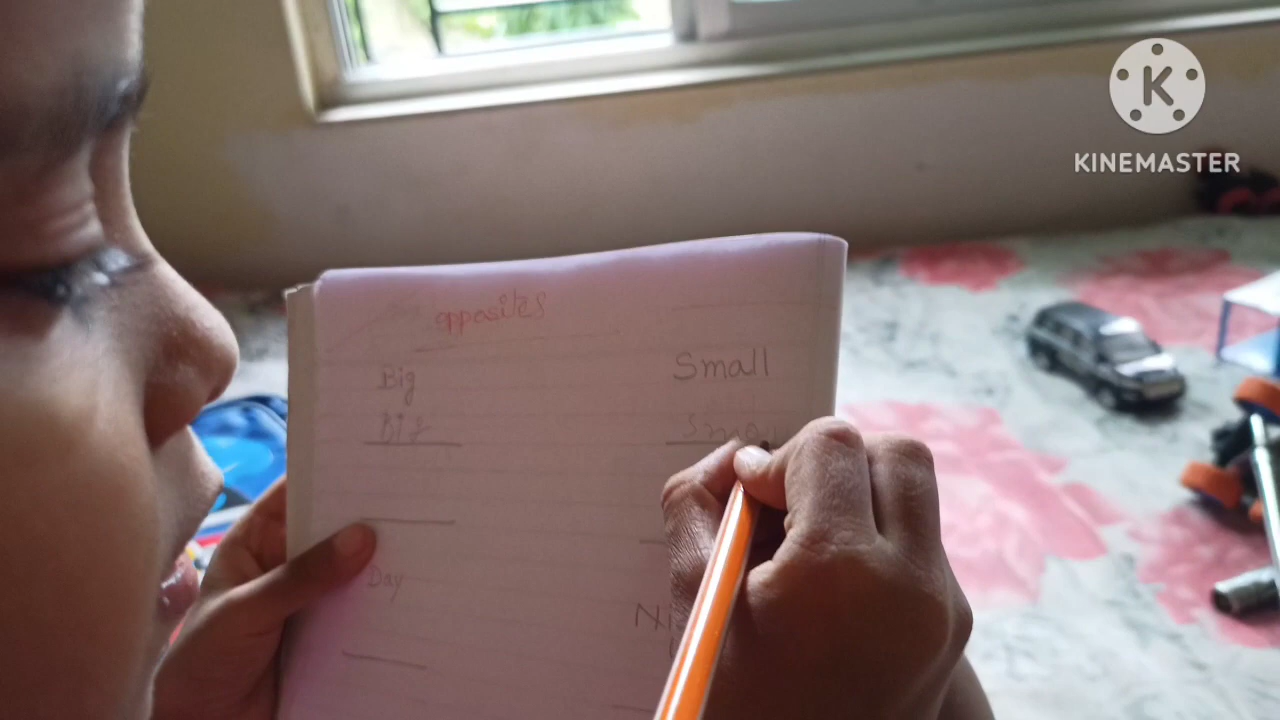 KINEMASTER
opposites
Big Small
Big
Day